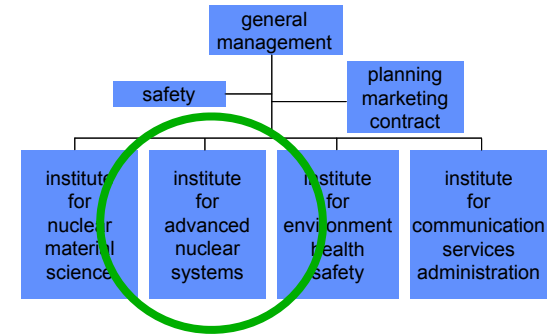 general
management
safety
planning
marketing
contract
institute
for
nuclear
material
science
institute
for
advanced
nuclear
systems
institute
for
environment
health
safety
institute
for
communication
services
administration